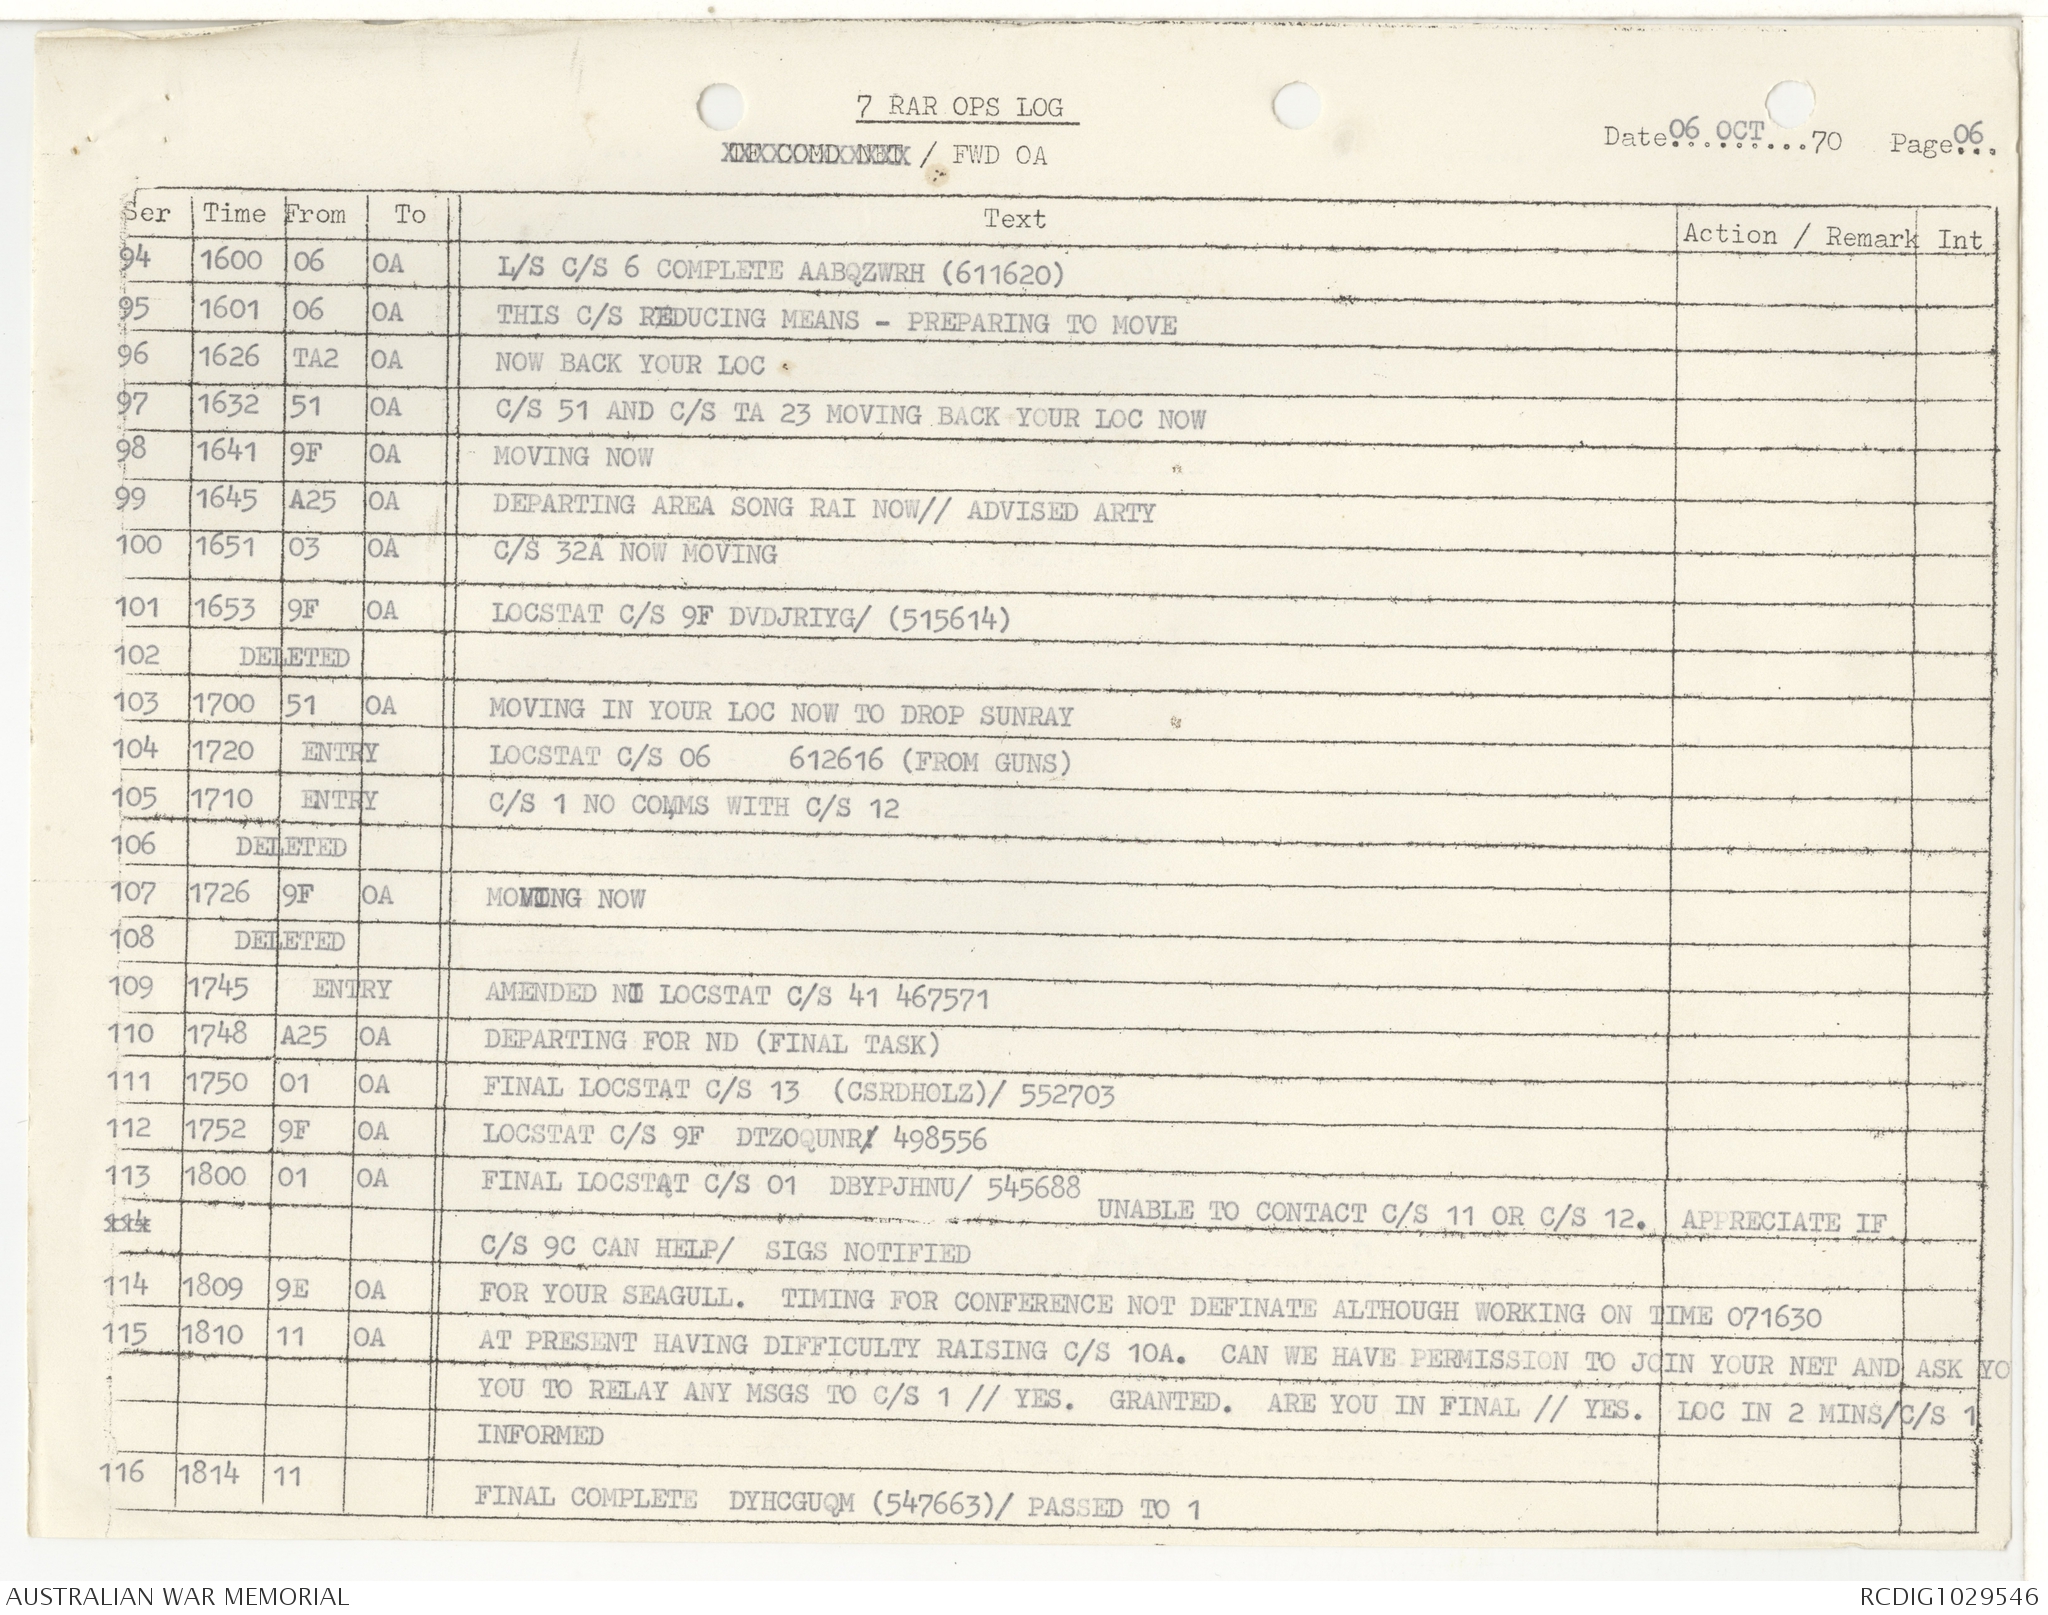 7 RAR OPS LOG
TF COMD NET / FWD OA
Date 06 OCT 70 Page 06
Ser Time From To Text Action / Remark Int
94 1600 06 OA L/S C/S 6 COMPLETE AABQZWRH (611620)
95 1601 06 OA THIS C/S REDUCING MEANS - PREPARING TO MOVE
96 1626 TA2 OA NOW BACK YOUR LOC
97 1632 51 OA C/S 51 AND C/S TA 23 MOVING BACK YOUR LOC NOW
98 1641 9F OA MOVING NOW
99 1645 A25 OA DEPARTING AREA SONG RAI NOW// ADVISED ARTY
100 1651 03 OA C/S 32A NOW MOVING
101 1653 9F OA LOCSTAT C/S 9F DVDJRIYG/ (515614)
102 DELETED
103 1700 51 OA MOVING IN YOUR LOC NOW TO DROP SUNRAY
104 1720 ENTRY LOCSTAT C/S 06 612616 (FROM GUNS)
105 1710 ENTRY C/S 1 NO COMMS WITH C/S 12
106 DELETED
107 1726 9F OA MOVING NOW
108 DELETED
109 1745 ENTRY AMENDED LOCSTAT C/S 41 467571
110 1748 A25 OA DEPARTING FOR ND (FINAL TASK)
111 1750 01 OA FINAL LOCSTAT C/S 13 (CSRDHOLZ)/ 552703
112 1752 9F OA LOCSTAT C/S 9F DTZOQUNR/ 498556
113 1800 01 OA FINAL LOCSTAT C/S 01 DBYPJHNU/ 545688
114 UNABLE TO CONTACT C/S 11 OR C/S 12. APPRECIATE IF
C/S 9C CAN HELP/ SIGS NOTIFIED
114 1809 9E OA FOR YOUR SEAGULL. TIMING FOR CONFERENCE NOT DEFINATE ALTHOUGH WORKING ON TIME 071630
115 1810 11 OA AT PRESENT HAVING DIFFICULTY RAISING C/S 10A. CAN WE HAVE PERMISSION TO JOIN YOUR NET AND ASK YO
YOU TO RELAY ANY MSGS TO C/S 1 // YES. GRANTED. ARE YOU IN FINAL // YES. LOC IN 2 MINS/C/S 1
INFORMED
116 1814 11 FINAL COMPLETE DYHCGUQM (547663)/ PASSED TO 1
AUSTRALIAN WAR MEMORIAL RCDIG1029546